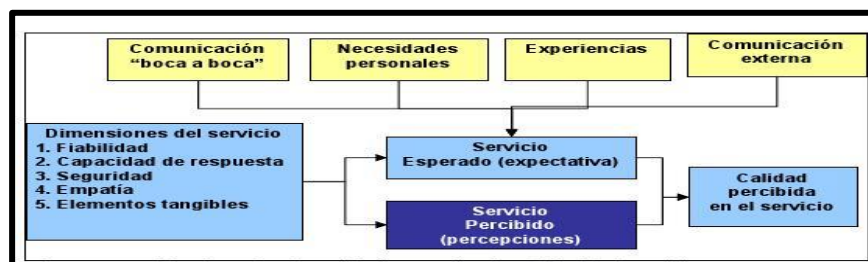 Comunicación
“boca a boca”
Necesidades
personales
Experiencias
Comunicación
externa
Dimensiones del servicio
1. Fiabilidad
2. Capacidad de respuesta
3. Seguridad
4. Empatía
5. Elementos tangibles
Servicio
Esperado (expectativa)
Servicio
Percibido
(percepciones)
Calidad
percibida
en el servicio